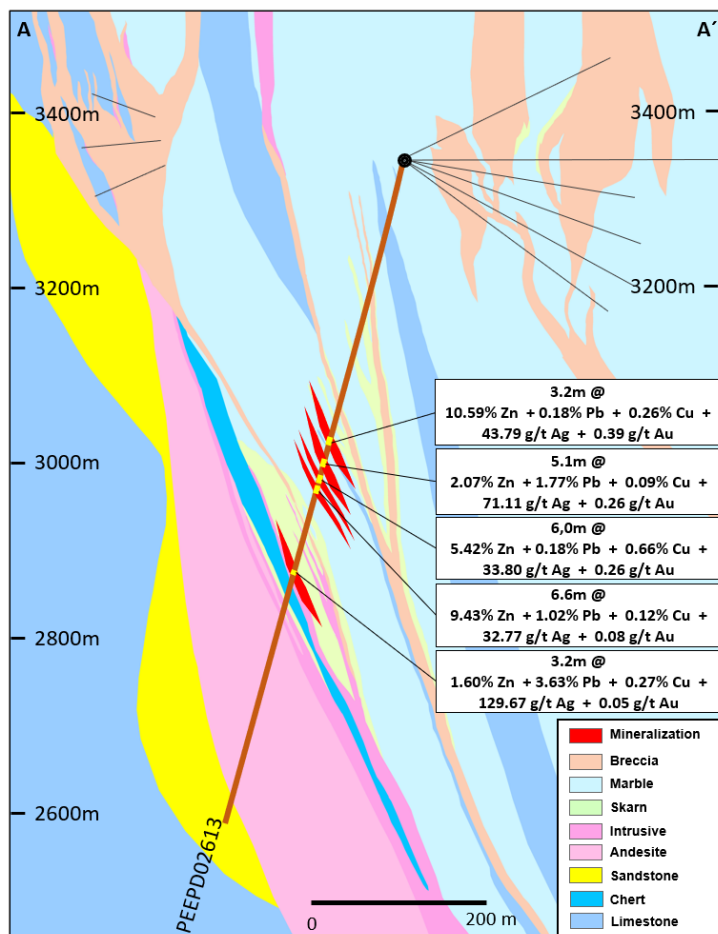 A
A´
3400m
3400m
3200m
3200m
3.2m @
10.59% Zn + 0.18% Pb + 0.26% Cu +
43.79 g/t Ag + 0.39 g/t Au
3000m
5.1m @
2.07% Zn + 1.77% Pb + 0.09% Cu +
71.11 g/t Ag + 0.26 g/t Au
6,0m @
5.42% Zn + 0.18% Pb + 0.66% Cu +
33.80 g/t Ag + 0.26 g/t Au
6.6m @
9.43% Zn + 1.02% Pb + 0.12% Cu +
32.77 g/t Ag + 0.08 g/t Au
2800m
3.2m @
1.60% Zn + 3.63% Pb + 0.27% Cu +
129.67 g/t Ag + 0.05 g/t Au
2600m
PEEPD02613
0
200 m
Mineralization
Breccia
Marble
Skarn
Intrusive
Andesite
Sandstone
Chert
Limestone